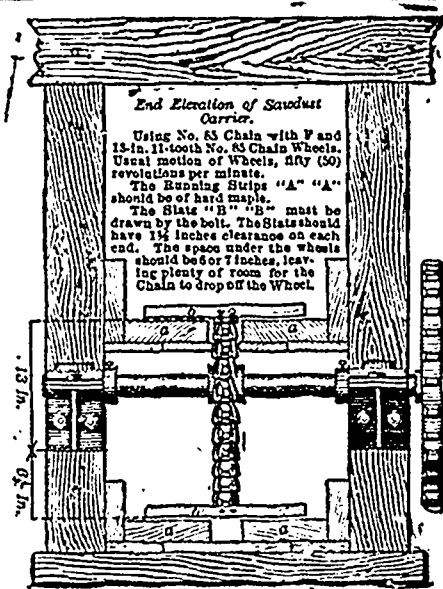 End Elevation of Sawdust
Carrier.
Using No. 85 Chain with F and
13-in. 11-tooth No. 85 Chain Wheels.
Usual motion of Wheels, fifty (50)
revolutions per minute.
The Running Strips "A" "A"
should be of hard maple.
The Slats "B" "B" must be
drawn by the belt. The Slats should
have 1½ inches clearance on each
end. The space under the wheels
should be 6 or 7 inches, leav-
ing plenty of room for the
Chain to drop off the Wheel.
b
a a
13 In.
In.
b
a a